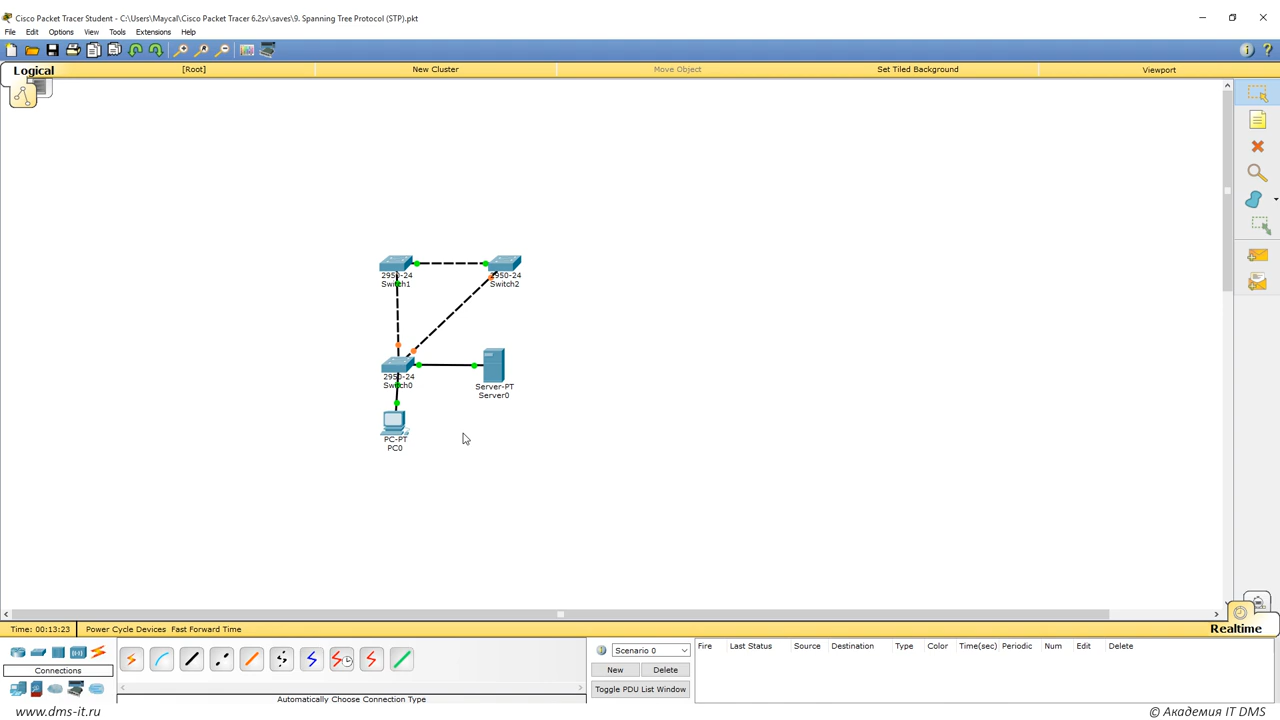 Cisco Packet Tracer Student - C:\Users\Maycal\Cisco Packet Tracer 6.2sv\saves\9. Spanning Tree Protocol (STP).pkt
File Edit Options View Tools Extensions Help
Logical [Root] New Cluster Move Object Set Tiled Background Viewport
2950-24
Switch1
2950-24
Switch2
2950-24
Switch0
Server-PT
Server0
PC-PT
PC0
Time: 00:13:23 Power Cycle Devices Fast Forward Time Realtime
Connections
Automatically Choose Connection Type
Scenario 0
New Delete
Toggle PDU List Window
Fire Last Status Source Destination Type Color Time(sec) Periodic Num Edit Delete
www.dms-it.ru
© Академия IT DMS